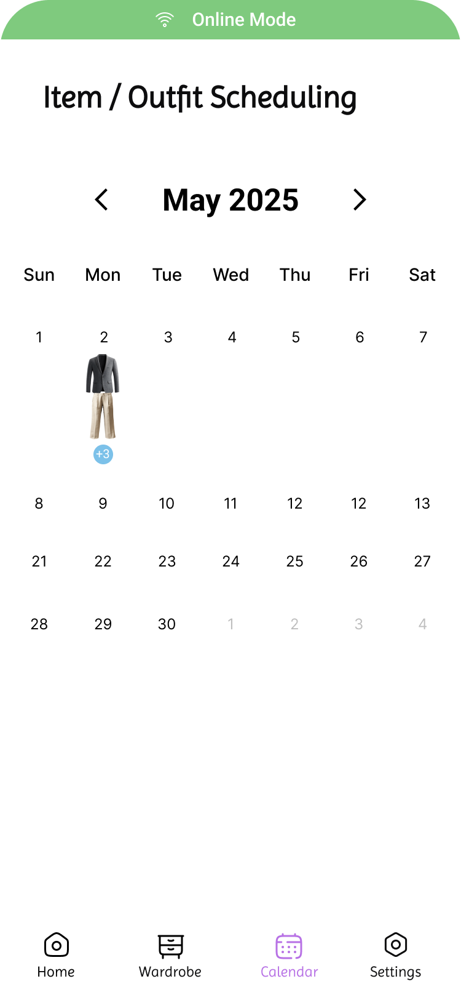 Online Mode
Item / Outfit Scheduling
May 2025
Sun Mon Tue Wed Thu Fri Sat
1 2 3 4 5 6 7
+3
8 9 10 11 12 12 13
21 22 23 24 25 26 27
28 29 30 1 2 3 4
Home Wardrobe Calendar Settings